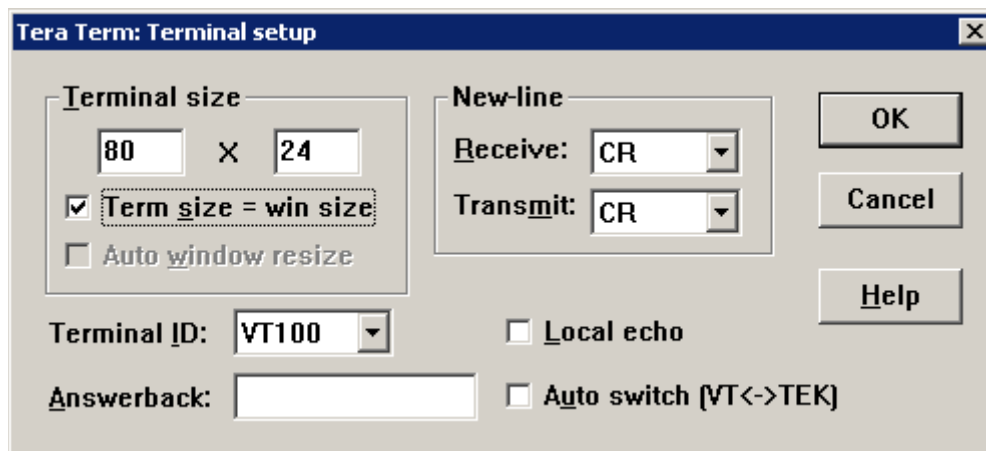 Tera Term: Terminal setup
Terminal size
80 X 24
Term size = win size
Auto window resize
New-line
Receive: CR
Transmit: CR
OK
Cancel
Help
Terminal ID: VT100
Answerback:
Local echo
Auto switch (VT<->TEK)